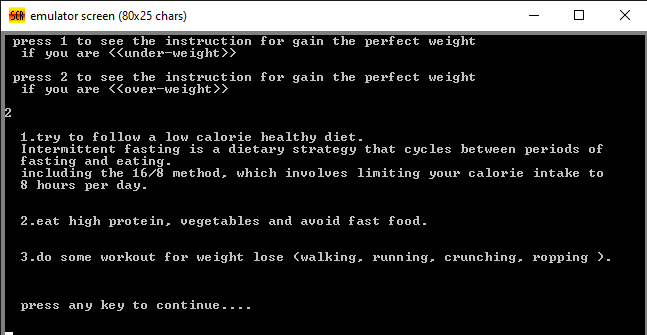 emulator screen (80x25 chars)
press 1 to see the instruction for gain the perfect weight
if you are <<under-weight>>
press 2 to see the instruction for gain the perfect weight
if you are <<over-weight>>
2
1.try to follow a low calorie healthy diet.
Intermittent fasting is a dietary strategy that cycles between periods of
fasting and eating.
including the 16/8 method, which involves limiting your calorie intake to
8 hours per day.
2.eat high protein, vegetables and avoid fast food.
3.do some workout for weight lose (walking, running, crunching, ropping ).
press any key to continue....